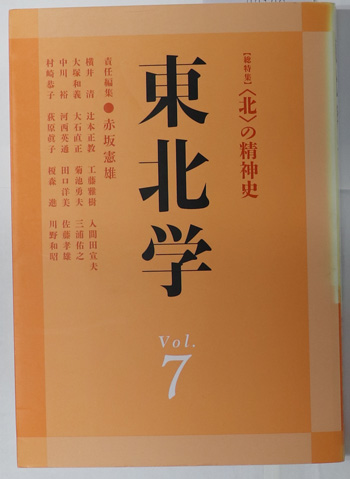 【総特集】〈北〉の精神史
東北学
Vol.
7
責任編集●赤坂憲雄
横井 清 辻本正教 工藤雅樹 入間田宣夫
大塚和義 大石直正 菊池勇夫 三浦佑之
中川 裕 河西英通 田口洋美 佐藤孝雄
村崎恭子 荻原眞子 榎森 進 川野和昭